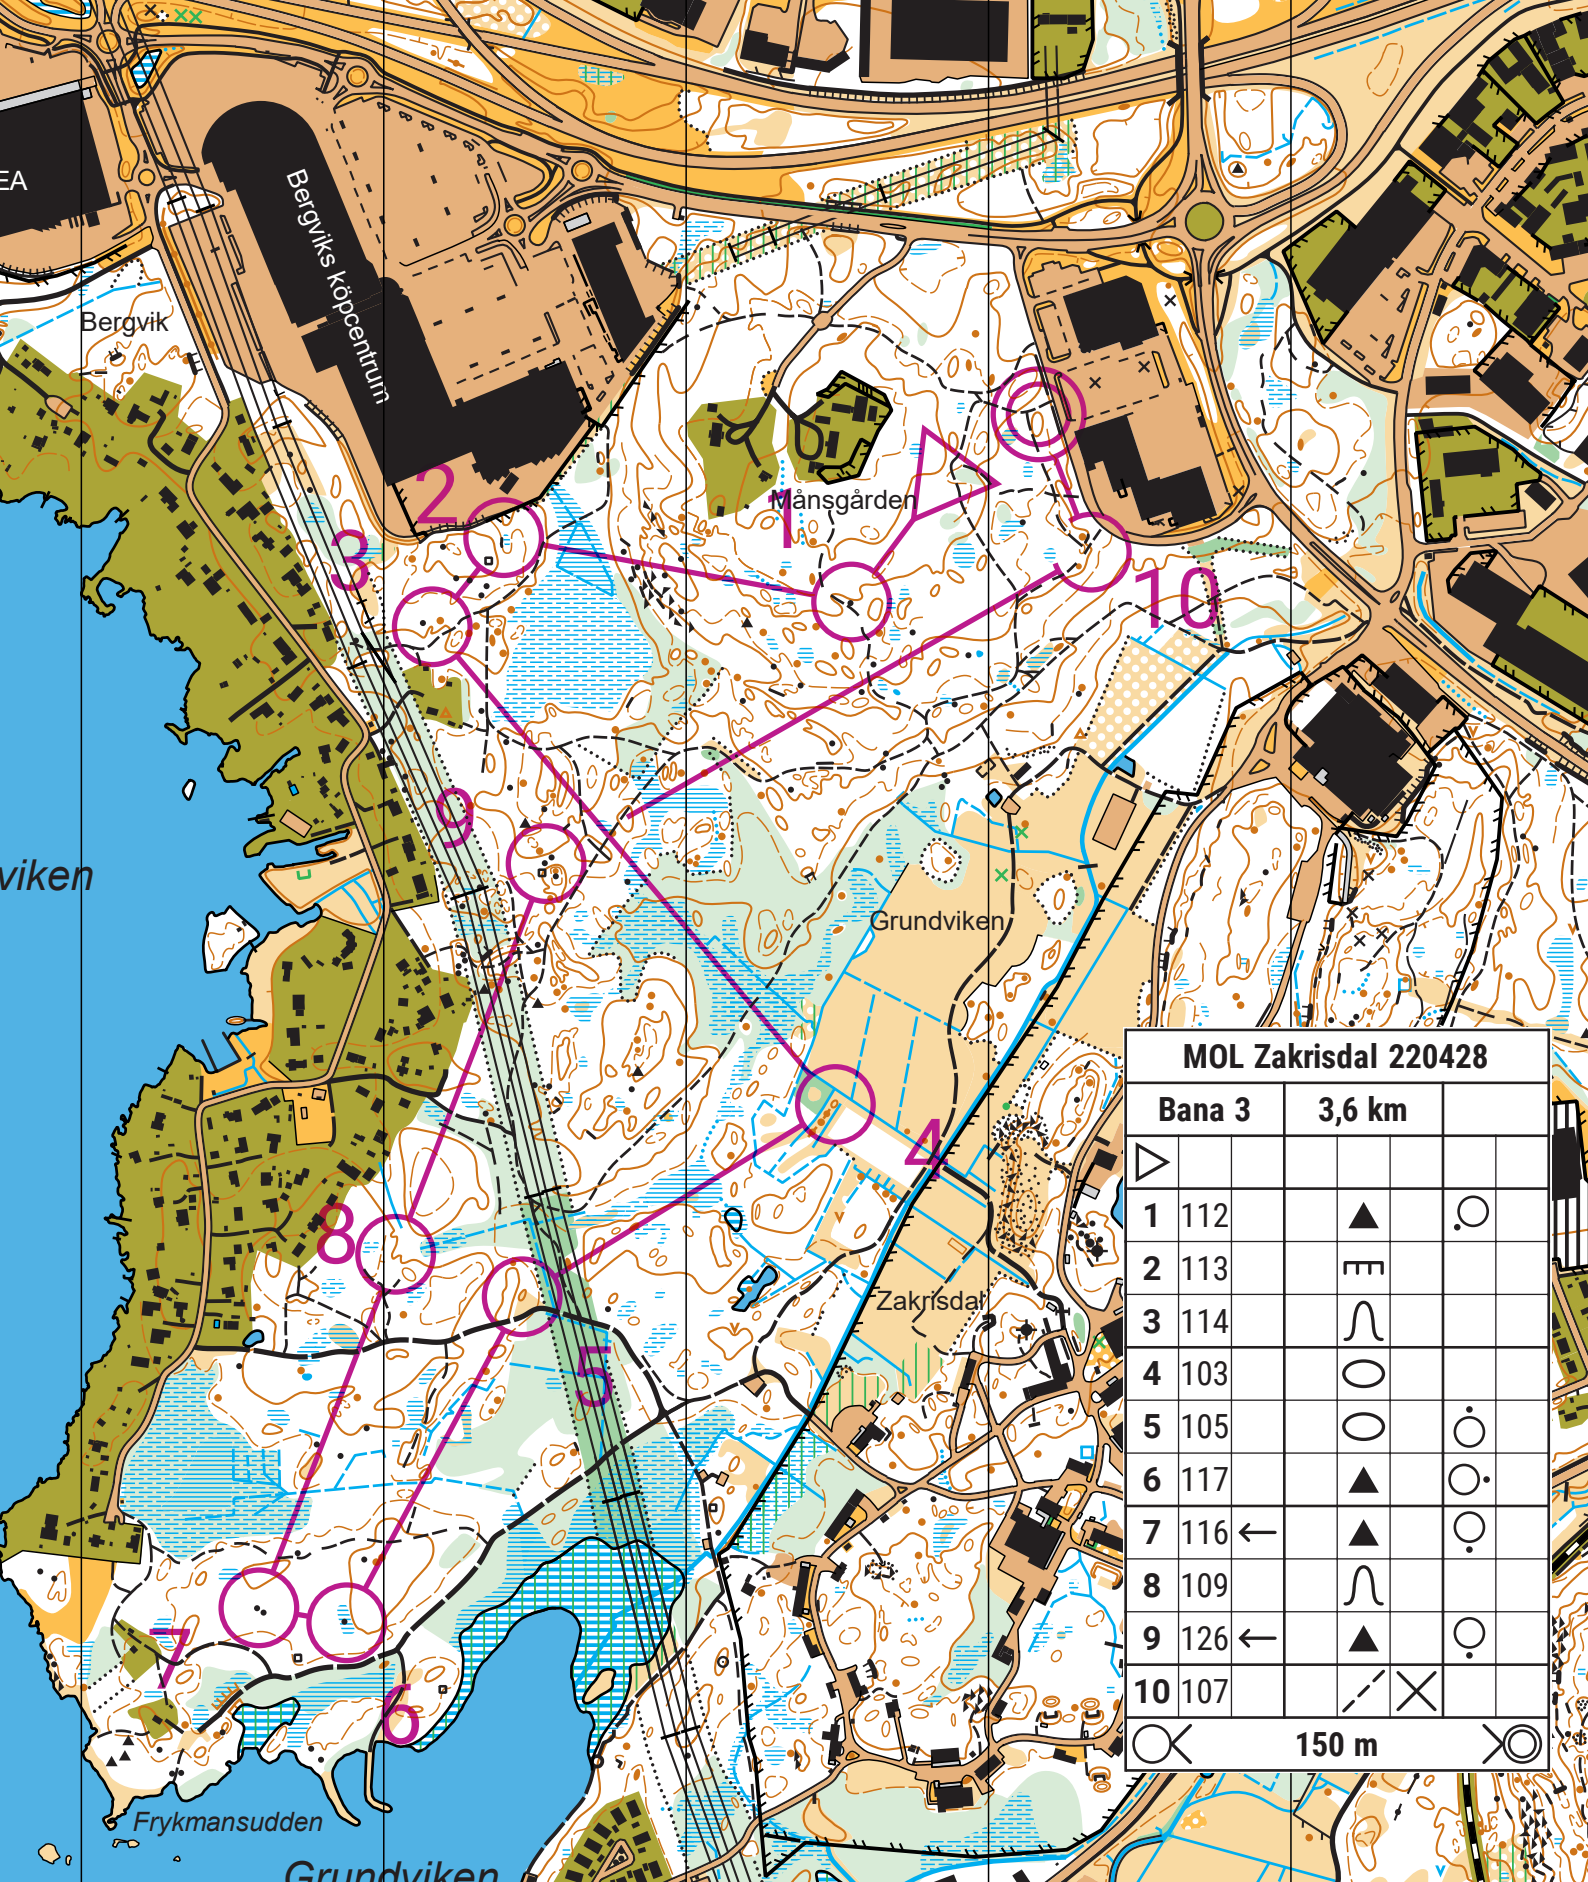 EA
Bergviks köpcentrum
Bergvik
2
1
Månsgården
3
10
9
viken
Grundviken
4
8
Zakrisdal
5
7
6
Frykmansudden
Grundviken
MOL Zakrisdal 220428
Bana 3 3,6 km
1 112
2 113
3 114
4 103
5 105
6 117
7 116
8 109
9 126
10 107
150 m